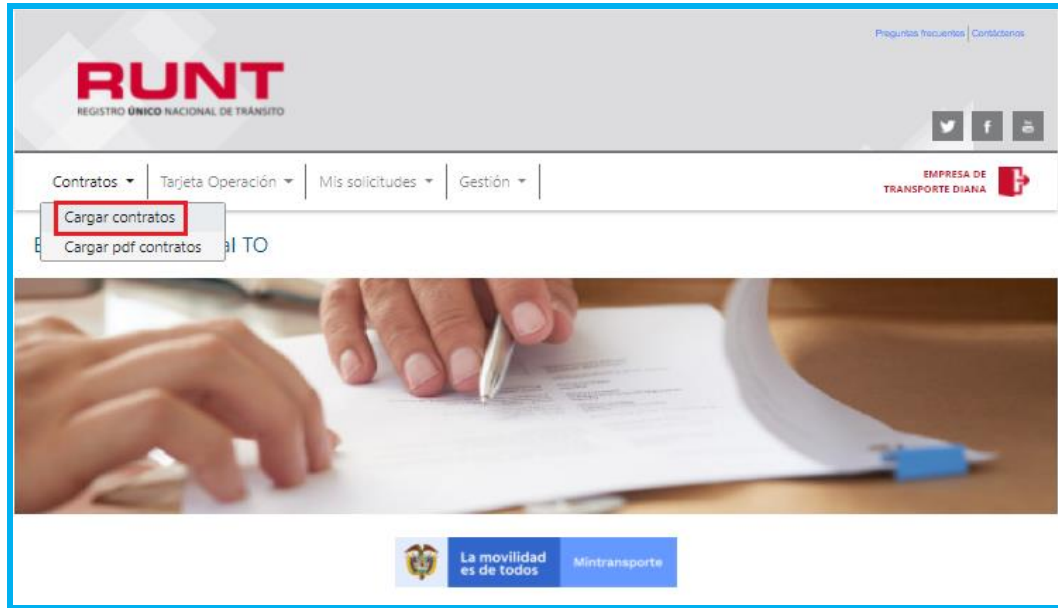 Preguntas frecuentes Contáctenos
RUNT
REGISTRO ÚNICO NACIONAL DE TRÁNSITO
Contratos Tarjeta Operación Mis solicitudes Gestión
EMPRESA DE
TRANSPORTE DIANA
Cargar contratos
Cargar pdf contratos
al TO
La movilidad
es de todos
Mintransporte